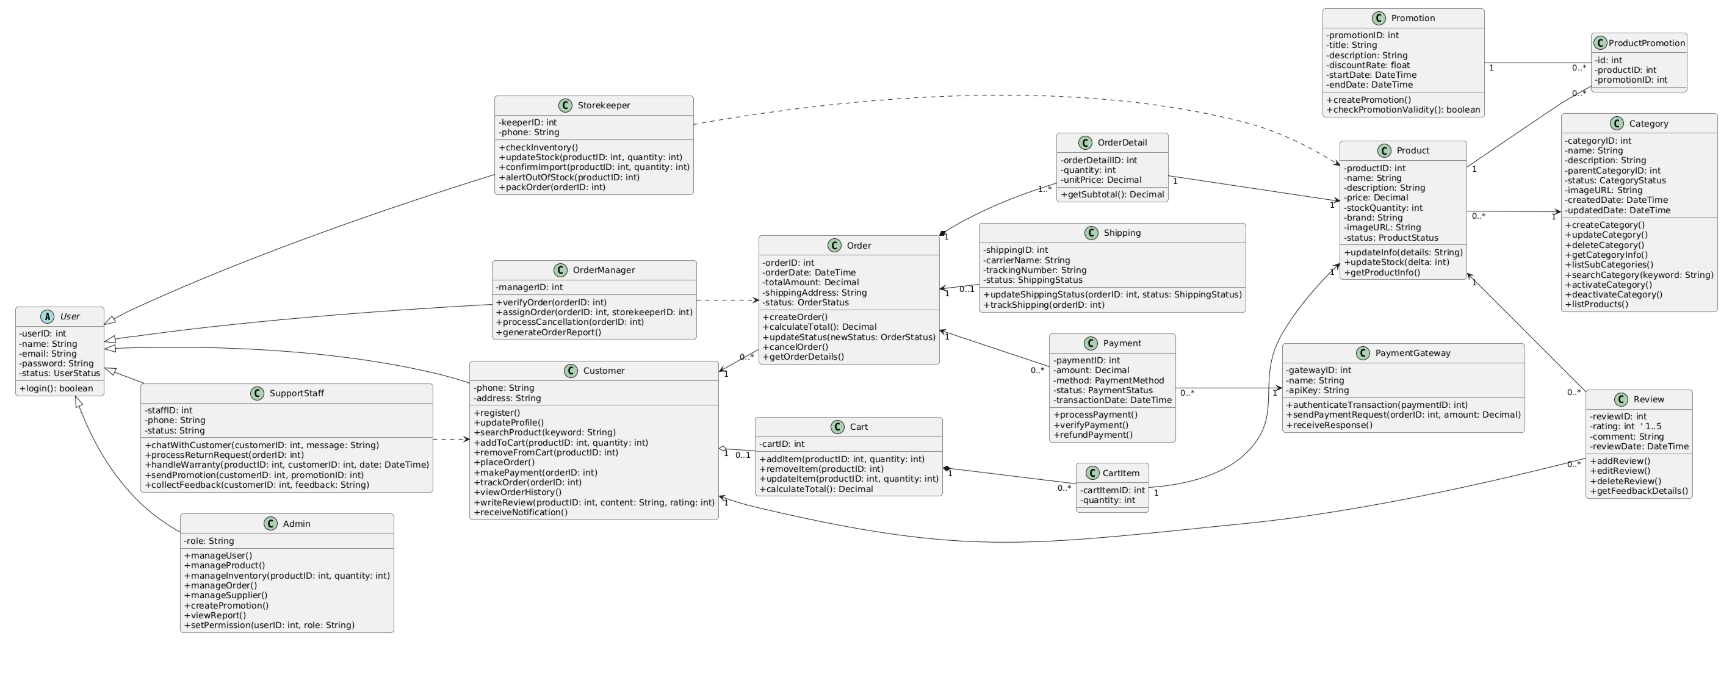 C Promotion
-promotionID: int
-title: String
-description: String
-discountRate: float
-startDate: DateTime
-endDate: DateTime
+createPromotion()
+checkPromotionValidity(): boolean
1
0..*
C ProductPromotion
-id: int
-productID: int
-promotionID: int
0..*
1
C Storekeeper
-keeperID: int
-phone: String
+checkInventory()
+updateStock(productID: int, quantity: int)
+confirmImport(productID: int, quantity: int)
+alertOutOfStock(productID: int)
+packOrder(orderID: int)
C OrderDetail
-orderDetailID: int
-quantity: int
-unitPrice: Decimal
+getSubtotal(): Decimal
1..*
1
1
1
C Product
-productID: int
-name: String
-description: String
-price: Decimal
-stockQuantity: int
-brand: String
-imageURL: String
-status: ProductStatus
+updateInfo(details: String)
+updateStock(delta: int)
+getProductInfo()
0..*
1
C Category
-categoryID: int
-name: String
-description: String
-parentCategoryID: int
-status: CategoryStatus
-imageURL: String
-createdDate: DateTime
-updatedDate: DateTime
+createCategory()
+updateCategory()
+deleteCategory()
+getCategoryInfo()
+listSubCategories()
+searchCategory(keyword: String)
+activateCategory()
+deactivateCategory()
+listProducts()
C Order
-orderID: int
-orderDate: DateTime
-totalAmount: Decimal
-shippingAddress: String
-status: OrderStatus
+createOrder()
+calculateTotal(): Decimal
+updateStatus(newStatus: OrderStatus)
+cancelOrder()
+getOrderDetails()
C Shipping
-shippingID: int
-carrierName: String
-trackingNumber: String
-status: ShippingStatus
+updateShippingStatus(orderID: int, status: ShippingStatus)
+trackShipping(orderID: int)
1
0..1
C OrderManager
-managerID: int
+verifyOrder(orderID: int)
+assignOrder(orderID: int, storekeeperID: int)
+processCancellation(orderID: int)
+generateOrderReport()
A User
-userID: int
-name: String
-email: String
-password: String
-status: UserStatus
+login(): boolean
1
0..*
C Payment
-paymentID: int
-amount: Decimal
-method: PaymentMethod
-status: PaymentStatus
-transactionDate: DateTime
+processPayment()
+verifyPayment()
+refundPayment()
0..*
1
C PaymentGateway
-gatewayID: int
-name: String
-apiKey: String
+authenticateTransaction(paymentID: int)
+sendPaymentRequest(orderID: int, amount: Decimal)
+receiveResponse()
C Customer
-phone: String
-address: String
+register()
+updateProfile()
+searchProduct(keyword: String)
+addToCart(productID: int, quantity: int)
+removeFromCart(productID: int)
+placeOrder()
+makePayment(orderID: int)
+trackOrder(orderID: int)
+viewOrderHistory()
+writeReview(productID: int, content: String, rating: int)
+receiveNotification()
0..*
1
1
0..1
1
C SupportStaff
-staffID: int
-phone: String
-status: String
+chatWithCustomer(customerID: int, message: String)
+processReturnRequest(orderID: int)
+handleWarranty(productID: int, customerID: int, date: DateTime)
+sendPromotion(customerID: int, promotionID: int)
+collectFeedback(customerID: int, feedback: String)
C Cart
-cartID: int
+addItem(productID: int, quantity: int)
+removeItem(productID: int)
+updateItem(productID: int, quantity: int)
+calculateTotal(): Decimal
1
0..*
C CartItem
-cartItemID: int
-quantity: int
1
1
1
0..*
0..*
C Review
-reviewID: int
-rating: int ' 1..5
-comment: String
-reviewDate: DateTime
+addReview()
+editReview()
+deleteReview()
+getFeedbackDetails()
C Admin
-role: String
+manageUser()
+manageProduct()
+manageInventory(productID: int, quantity: int)
+manageOrder()
+manageSupplier()
+createPromotion()
+viewReport()
+setPermission(userID: int, role: String)